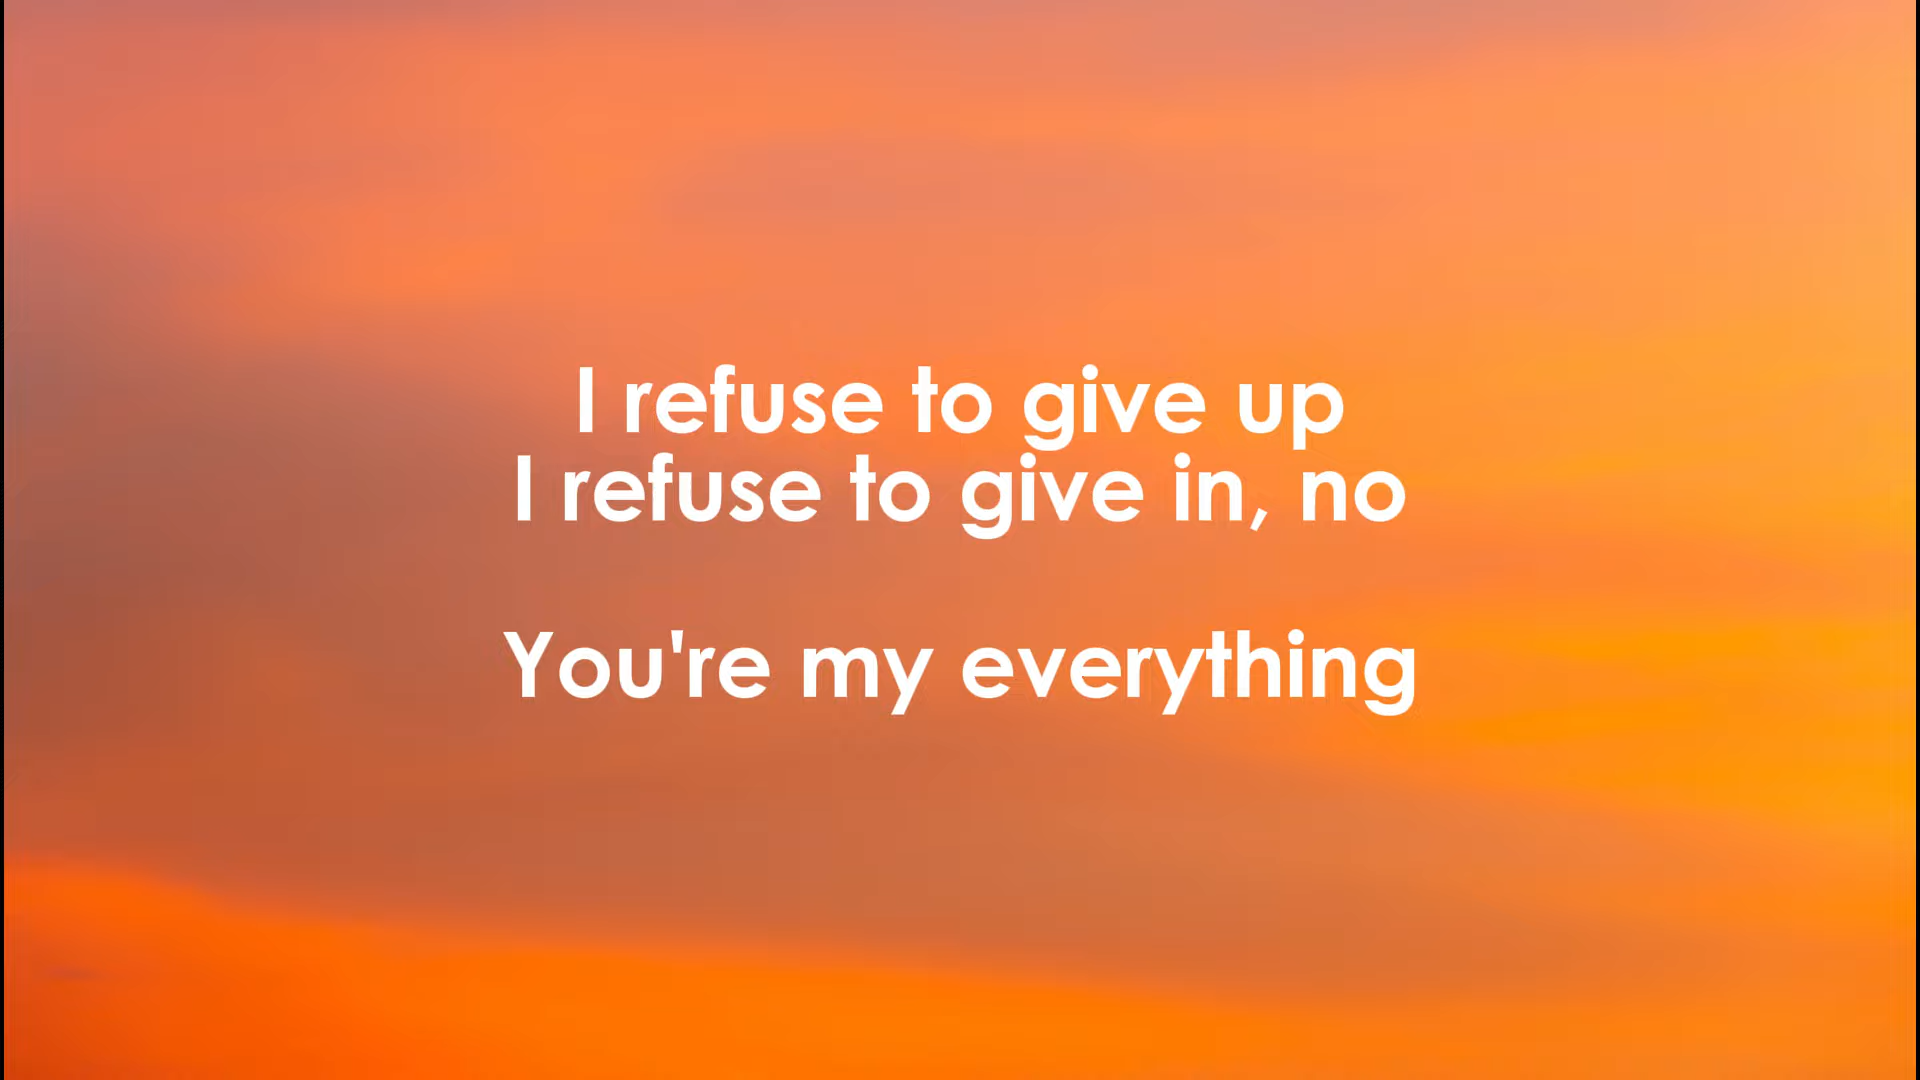 I refuse to give up
I refuse to give in, no
You're my everything